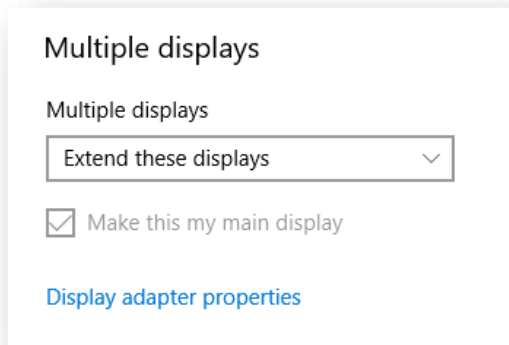 Multiple displays
Multiple displays
Extend these displays
Make this my main display
Display adapter properties